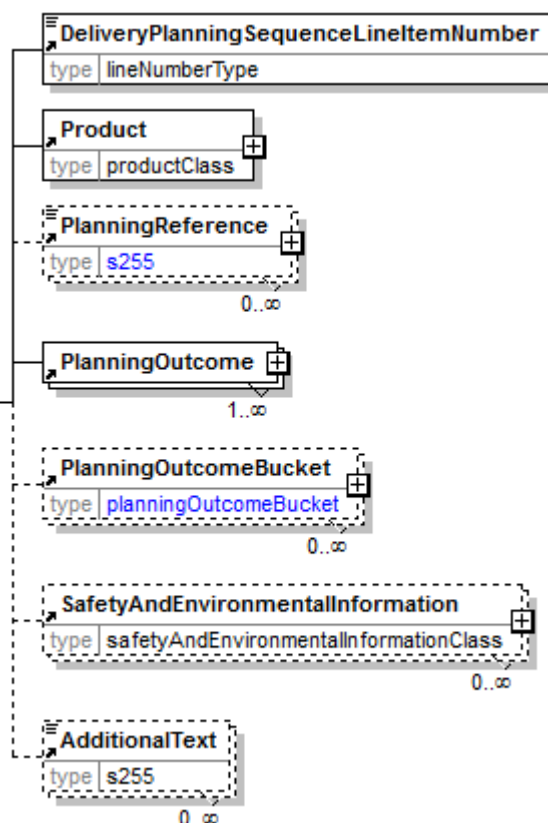 DeliveryPlanningSequenceLineItemNumber
type lineNumberType
Product
type productClass
PlanningReference
type s255
0..∞
PlanningOutcome
1..∞
PlanningOutcomeBucket
type planningOutcomeBucket
0..∞
SafetyAndEnvironmentalInformation
type safetyAndEnvironmentalInformationClass
0..∞
AdditionalText
type s255
0..∞